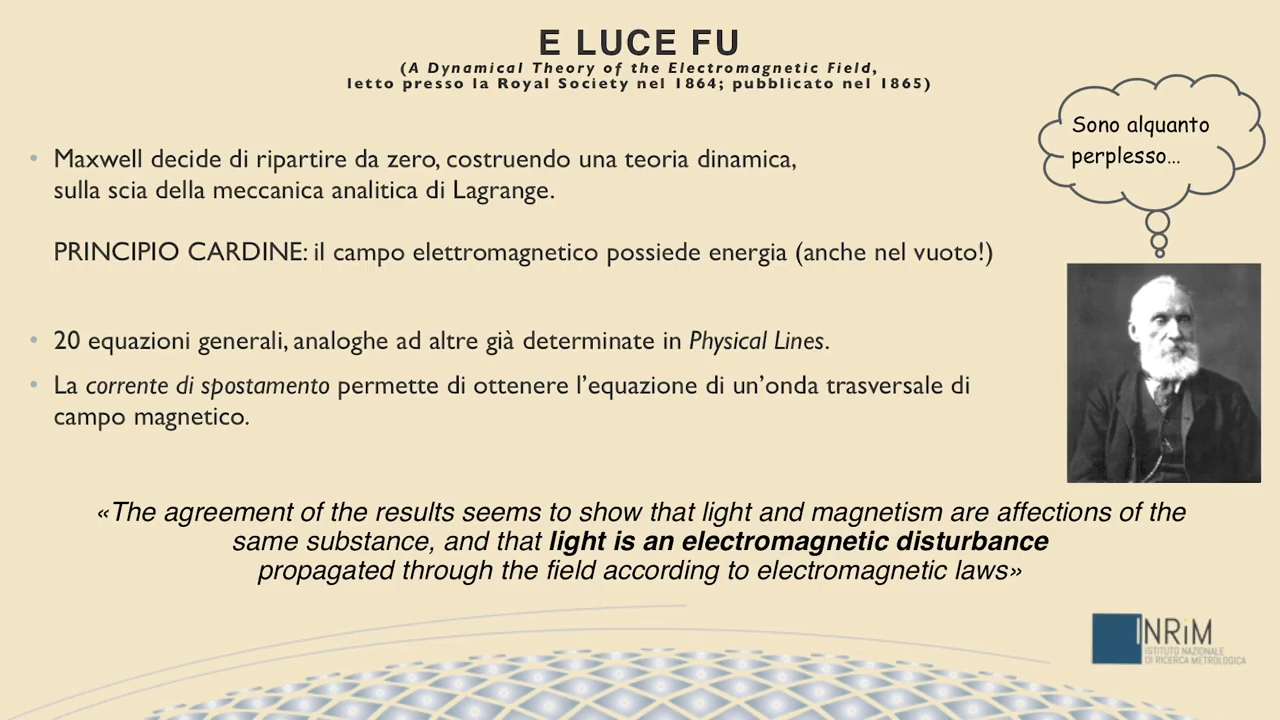 E LUCE FU
(A Dynamical Theory of the Electromagnetic Field,
letto presso la Royal Society nel 1864; pubblicato nel 1865)
Sono alquanto
perplesso...
• Maxwell decide di ripartire da zero, costruendo una teoria dinamica,
sulla scia della meccanica analitica di Lagrange.
PRINCIPIO CARDINE: il campo elettromagnetico possiede energia (anche nel vuoto!)
• 20 equazioni generali, analoghe ad altre già determinate in Physical Lines.
• La corrente di spostamento permette di ottenere l’equazione di un’onda trasversale di
campo magnetico.
«The agreement of the results seems to show that light and magnetism are affections of the
same substance, and that light is an electromagnetic disturbance
propagated through the field according to electromagnetic laws»
INRiM
ISTITUTO NAZIONALE
DI RICERCA METROLOGICA